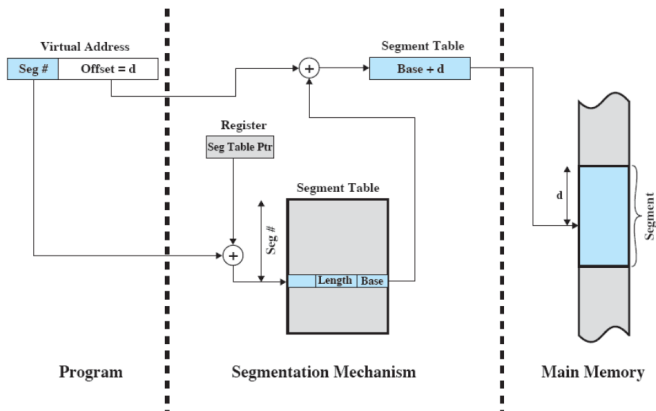 Virtual Address
Seg # Offset = d
Segment Table
Base + d
Register
Seg Table Ptr
Segment Table
Seg #
Length Base
d
Segment
Program
Segmentation Mechanism
Main Memory